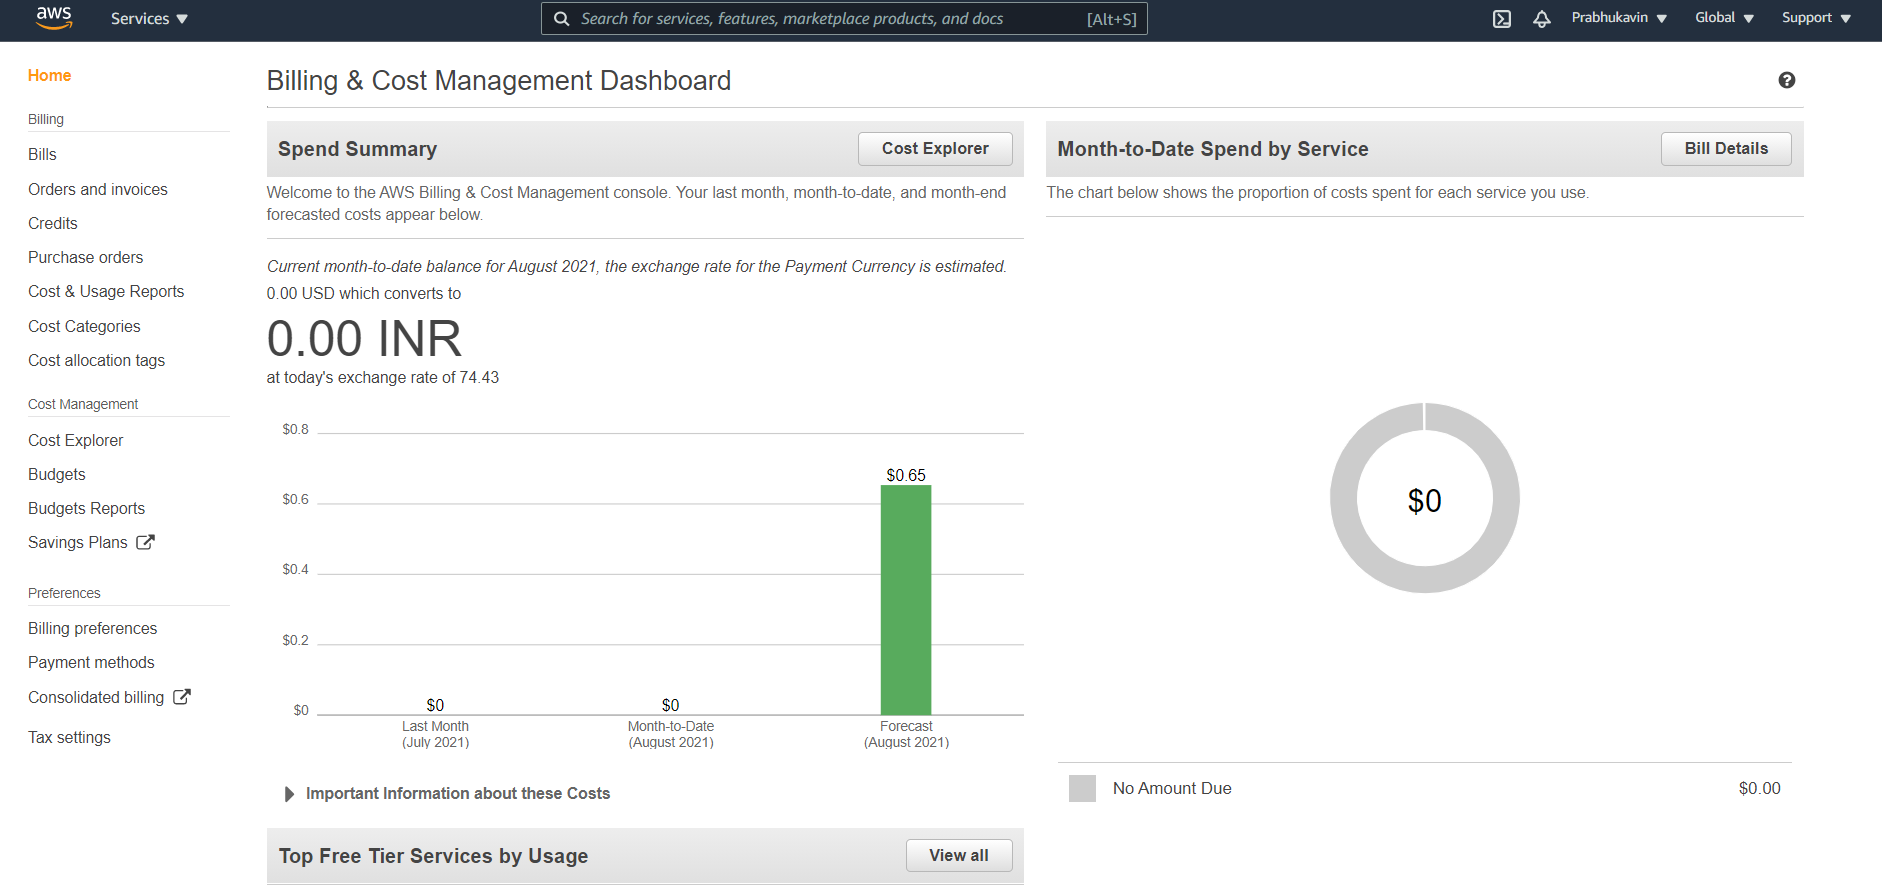 aws
Services
Search for services, features, marketplace products, and docs [Alt+S]
Prabhukavin
Global
Support
Home
Billing
Bills
Orders and invoices
Credits
Purchase orders
Cost & Usage Reports
Cost Categories
Cost allocation tags
Cost Management
Cost Explorer
Budgets
Budgets Reports
Savings Plans
Preferences
Billing preferences
Payment methods
Consolidated billing
Tax settings
Billing & Cost Management Dashboard
?
Spend Summary
Cost Explorer
Welcome to the AWS Billing & Cost Management console. Your last month, month-to-date, and month-end
forecasted costs appear below.
Current month-to-date balance for August 2021, the exchange rate for the Payment Currency is estimated.
0.00 USD which converts to
0.00 INR
at today's exchange rate of 74.43
$0.8
$0.6
$0.4
$0.2
$0
$0
$0
$0.65
Last Month
(July 2021)
Month-to-Date
(August 2021)
Forecast
(August 2021)
Important Information about these Costs
Top Free Tier Services by Usage
View all
Month-to-Date Spend by Service
Bill Details
The chart below shows the proportion of costs spent for each service you use.
$0
No Amount Due $0.00